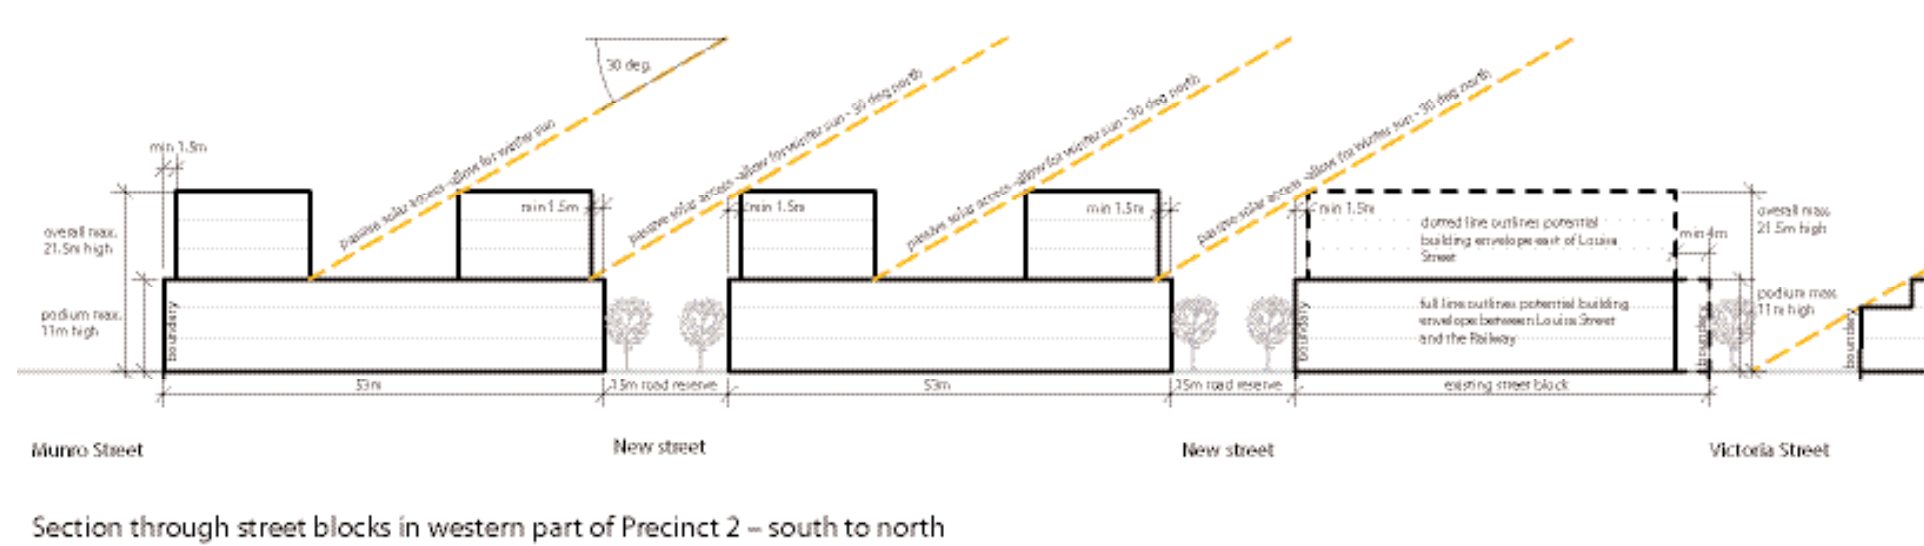 30 deg.
passive solar access - allow for winter sun
passive solar access - allow for winter sun - 30 deg north
passive solar access - allow for winter sun - 30 deg north
passive solar access - allow for winter sun - 30 deg north
min 1.5m
min 1.5m
min 1.5m
min 1.5m
min 1.5m
overall max.
21.5m high
podium max.
11m high
boundary
dotted line outlines potential
building envelope east of Louisa
Street
full line outlines potential building
envelope between Louisa Street
and the Railway
boundary
boundary
min 4m
overall max.
21.5m high
podium max.
11m high
boundary
53m
15m road reserve
53m
15m road reserve
existing street block
Munro Street
New street
New street
Victoria Street
Section through street blocks in western part of Precinct 2 – south to north